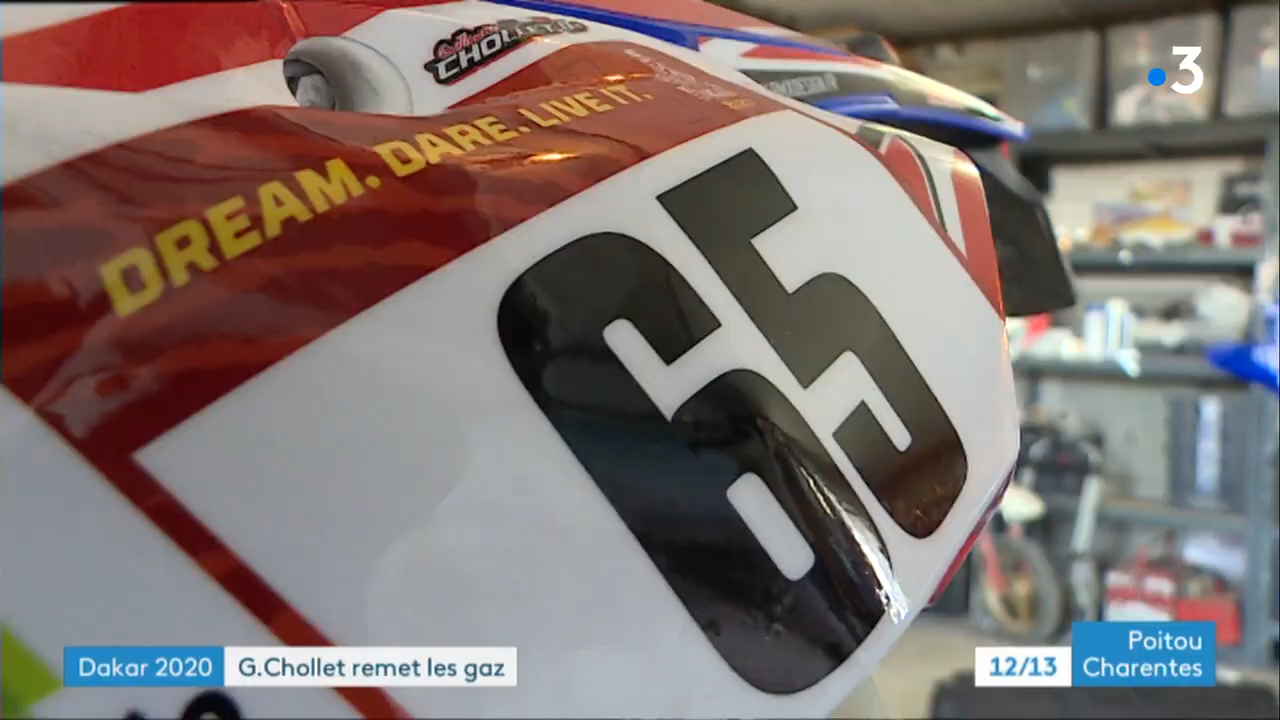 CHOLLET
3
DREAM. DARE. LIVE IT.
65
Dakar 2020
G.Chollet remet les gaz
12/13
Poitou
Charentes